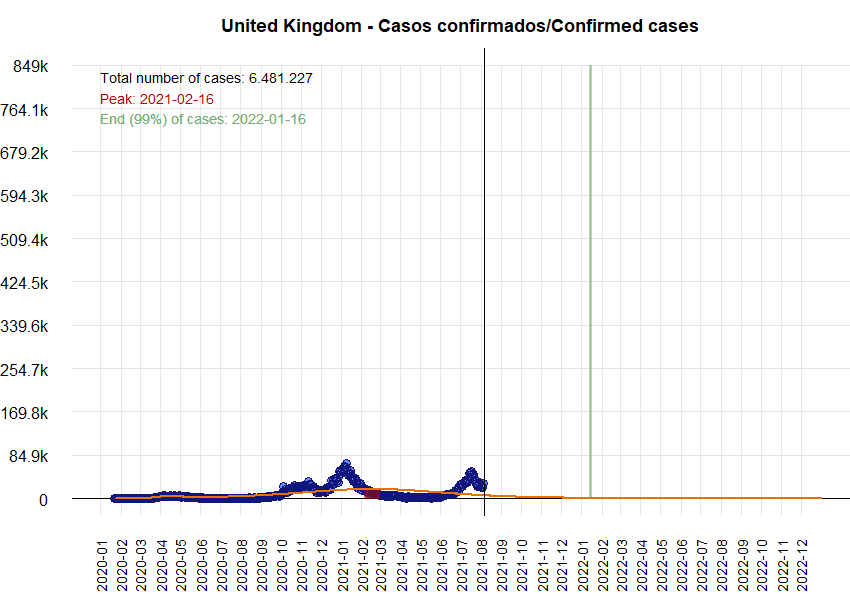 United Kingdom - Casos confirmados/Confirmed cases
849k
Total number of cases: 6.481.227
Peak: 2021-02-16
764.1k
End (99%) of cases: 2022-01-16
679.2k
594.3k
509.4k
424.5k
339.6k
254.7k
169.8k
84.9k
0
2020-01
2020-02
2020-03
2020-04
2020-05
2020-06
2020-07
2020-08
2020-09
2020-10
2020-11
2020-12
2021-01
2021-02
2021-03
2021-04
2021-05
2021-06
2021-07
2021-08
2021-09
2021-10
2021-11
2021-12
2022-01
2022-02
2022-03
2022-04
2022-05
2022-06
2022-07
2022-08
2022-09
2022-10
2022-11
2022-12